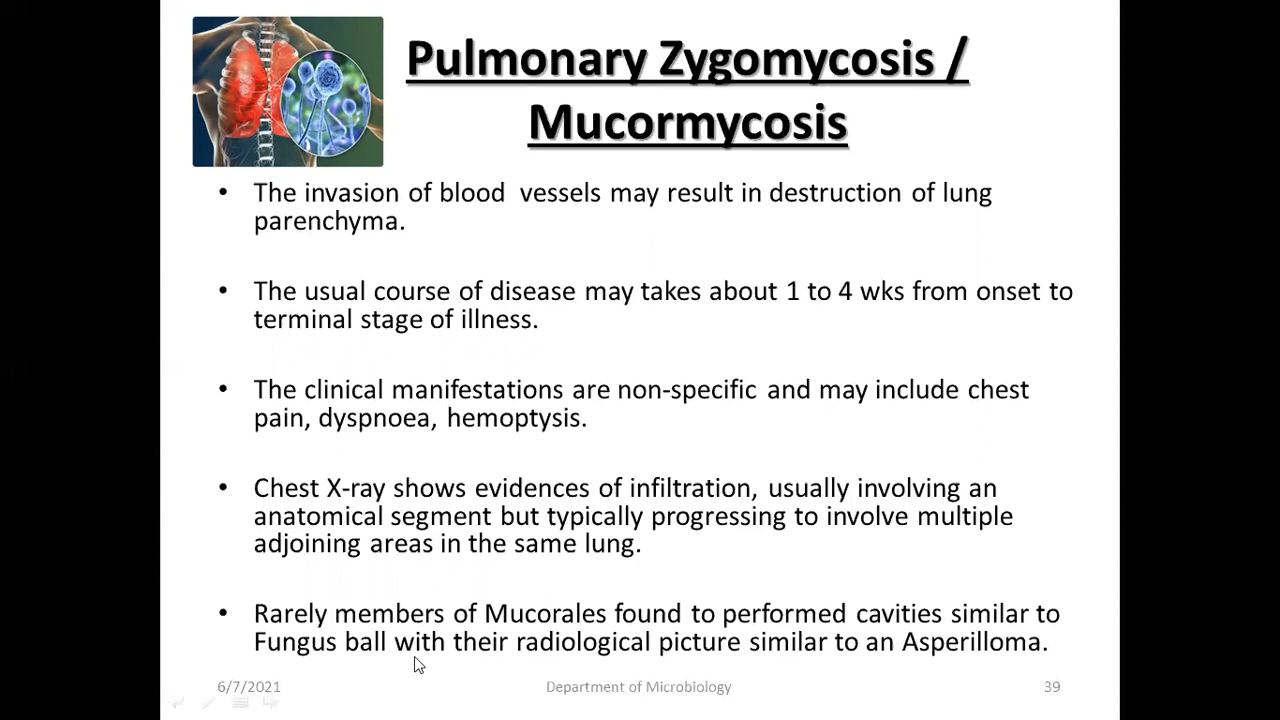 Pulmonary Zygomycosis /
Mucormycosis
• The invasion of blood vessels may result in destruction of lung
parenchyma.
• The usual course of disease may takes about 1 to 4 wks from onset to
terminal stage of illness.
• The clinical manifestations are non-specific and may include chest
pain, dyspnoea, hemoptysis.
• Chest X-ray shows evidences of infiltration, usually involving an
anatomical segment but typically progressing to involve multiple
adjoining areas in the same lung.
• Rarely members of Mucorales found to performed cavities similar to
Fungus ball with their radiological picture similar to an Asperilloma.
6/7/2021 Department of Microbiology 39